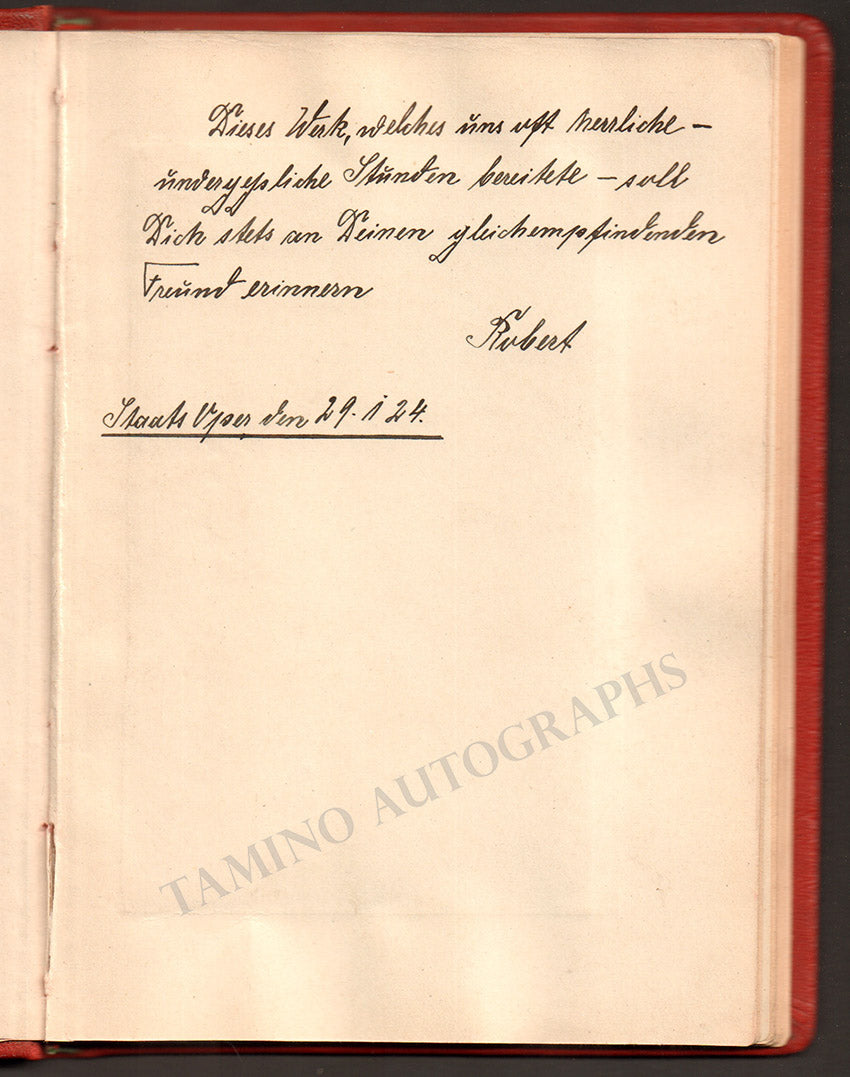 Dieses Werk, welches uns oft herrliche –
undergeßliche Stunden bereitete – soll
Dich stets an Deinen gleichempfindenden
Freund erinnern
Robert
Staats Oper den 29. I 24.
TAMINO AUTOGRAPHS